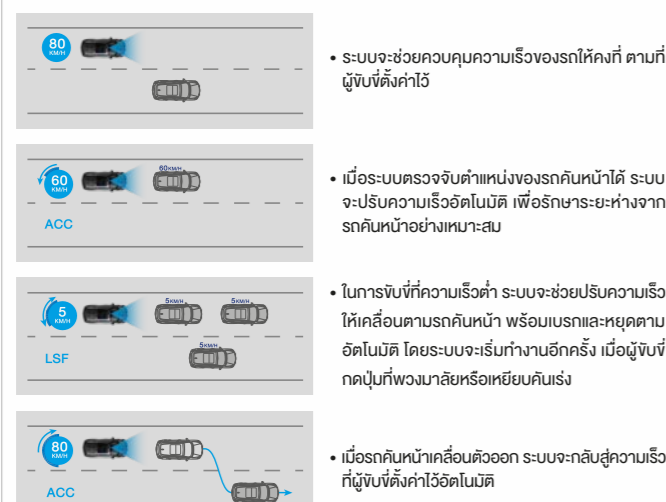 80
KM/H
• ระบบจะช่วยควบคุมความเร็วของรถให้คงที่ ตามที่
ผู้ขับขี่ตั้งค่าไว้
60
KM/H
60KM/H
ACC
• เมื่อระบบตรวจจับตำแหน่งของรถคันหน้าได้ ระบบ
จะปรับความเร็วอัตโนมัติ เพื่อรักษาระยะห่างจาก
รถคันหน้าอย่างเหมาะสม
5
KM/H
5KM/H
5KM/H
5KM/H
LSF
• ในการขับขี่ที่ความเร็วต่ำ ระบบจะช่วยปรับความเร็ว
ให้เคลื่อนตามรถคันหน้า พร้อมเบรกและหยุดตาม
อัตโนมัติ โดยระบบจะเริ่มทำงานอีกครั้ง เมื่อผู้ขับขี่
กดปุ่มที่พวงมาลัยหรือเหยียบคันเร่ง
80
KM/H
ACC
• เมื่อรถคันหน้าเคลื่อนตัวออก ระบบจะกลับสู่ความเร็ว
ที่ผู้ขับขี่ตั้งค่าไว้อัตโนมัติ